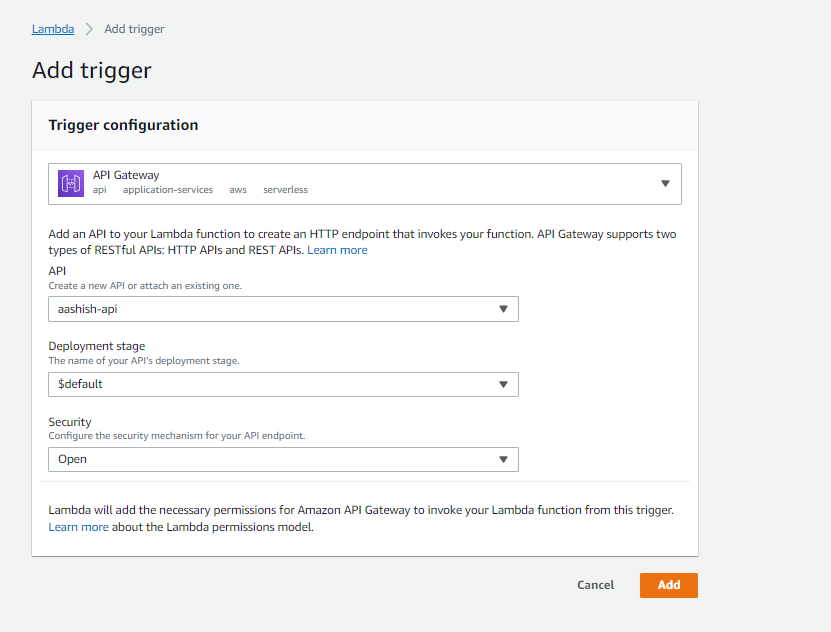 Lambda > Add trigger
Add trigger
Trigger configuration
API Gateway
api application-services aws serverless
Add an API to your Lambda function to create an HTTP endpoint that invokes your function. API Gateway supports two
types of RESTful APIs: HTTP APIs and REST APIs. Learn more
API
Create a new API or attach an existing one.
aashish-api
Deployment stage
The name of your API's deployment stage.
$default
Security
Configure the security mechanism for your API endpoint.
Open
Lambda will add the necessary permissions for Amazon API Gateway to invoke your Lambda function from this trigger.
Learn more about the Lambda permissions model.
Cancel Add